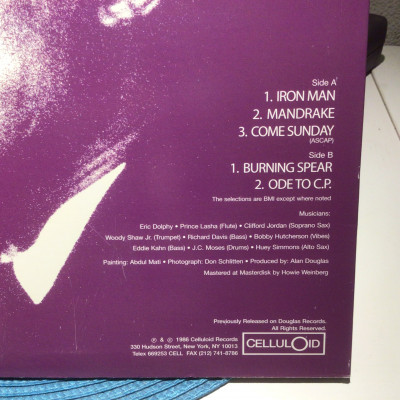 Side A
1. IRON MAN
2. MANDRAKE
3. COME SUNDAY
(ASCAP)
Side B
1. BURNING SPEAR
2. ODE TO C.P.
The selections are BMI except where noted
Musicians:
Eric Dolphy • Prince Lasha (Flute) • Clifford Jordan (Soprano Sax)
Woody Shaw Jr. (Trumpet) • Richard Davis (Bass) • Bobby Hutcherson (Vibes)
Eddie Kahn (Bass) • J.C. Moses (Drums) • Huey Simmons (Alto Sax)
Painting: Abdul Mati • Photograph: Don Schlitten • Produced by: Alan Douglas
Mastered at Masterdisk by Howie Weinberg
Previously Released on Douglas Records.
All Rights Reserved.
℗ & © 1986 Celluloid Records
330 Hudson Street, New York, NY 10013
Telex 669253 CELL FAX (212) 741-8786
CELLULOID